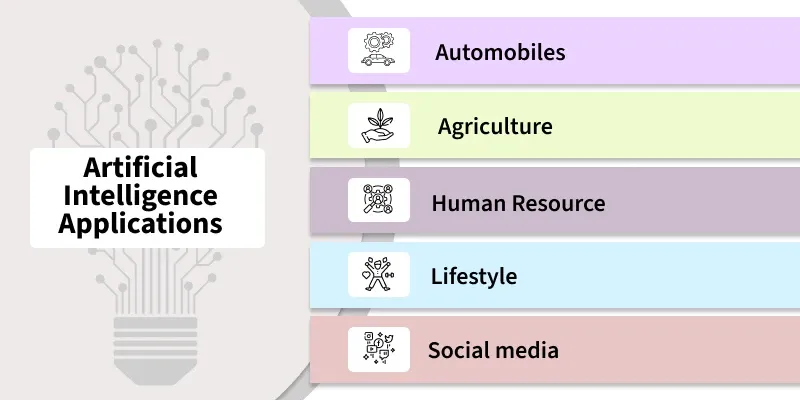 Artificial
Intelligence
Applications
Automobiles
Agriculture
Human Resource
Lifestyle
Social media